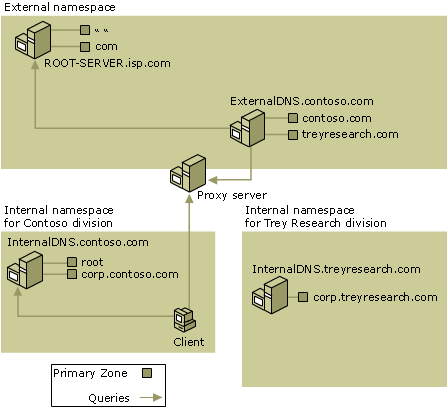 External namespace
" "
com
ROOT-SERVER.isp.com
ExternalDNS.contoso.com
contoso.com
treyresearch.com
Proxy server
Internal namespace
for Contoso division
InternalDNS.contoso.com
root
corp.contoso.com
Client
Internal namespace
for Trey Research division
InternalDNS.treyresearch.com
corp.treyresearch.com
Primary Zone
Queries